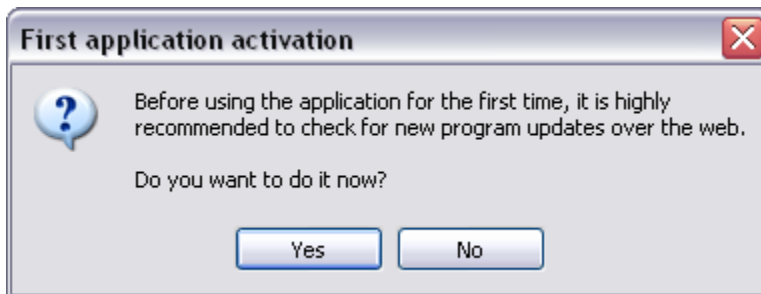 First application activation
Before using the application for the first time, it is highly
recommended to check for new program updates over the web.
Do you want to do it now?
Yes
No